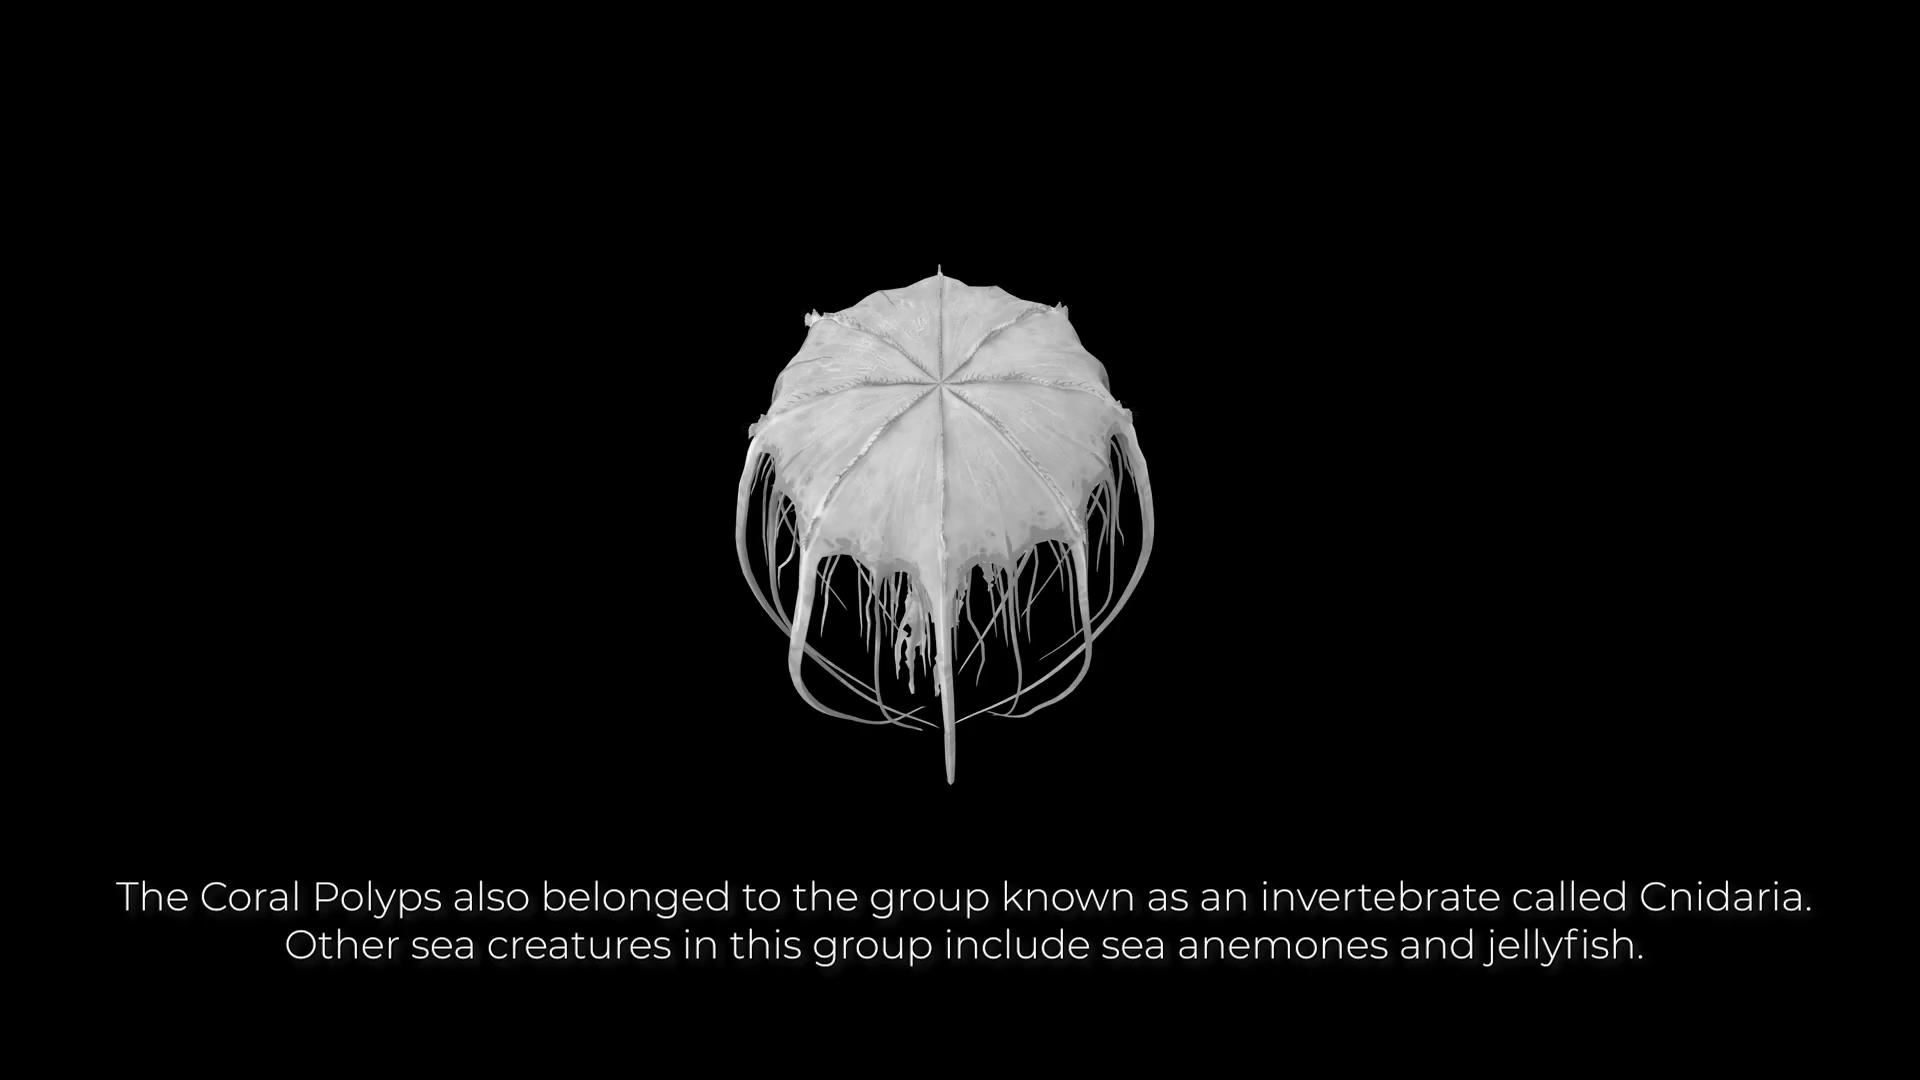 The Coral Polyps also belonged to the group known as an invertebrate called Cnidaria.
Other sea creatures in this group include sea anemones and jellyfish.